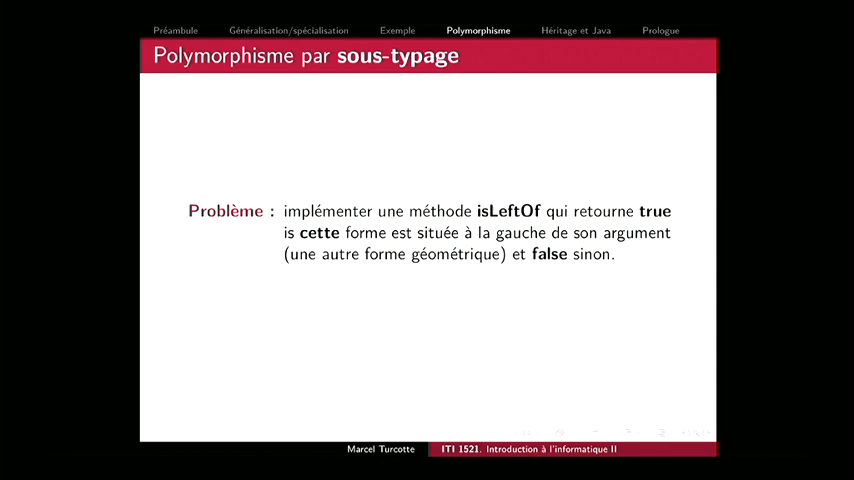 Préambule Généralisation/spécialisation Exemple Polymorphisme Héritage et Java Prologue
Polymorphisme par sous-typage
Problème : implémenter une méthode isLeftOf qui retourne true
is cette forme est située à la gauche de son argument
(une autre forme géométrique) et false sinon.
Marcel Turcotte ITI 1521. Introduction à l'informatique II